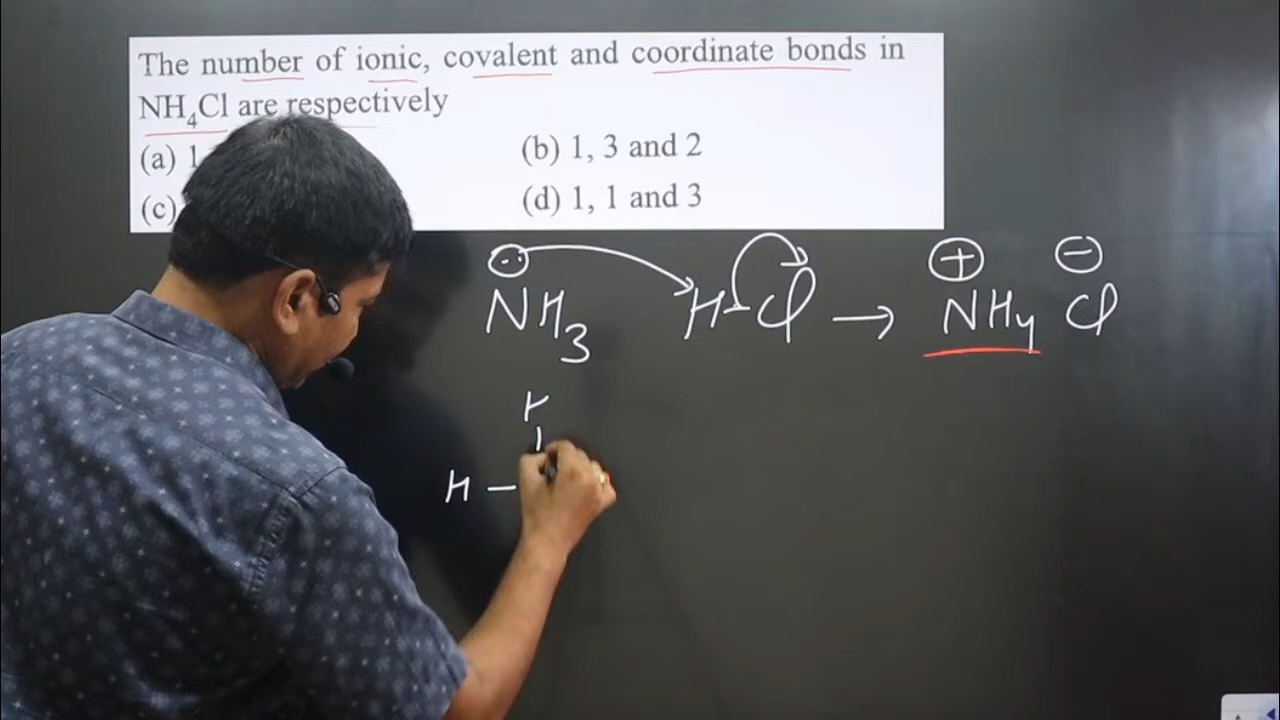 The number of ionic, covalent and coordinate bonds in
NH₄Cl are respectively
(a) 1
(b) 1, 3 and 2
(c)
(d) 1, 1 and 3
NH₃ H-Cl → NH₄ Cl
⊕ ⊖
H
H –